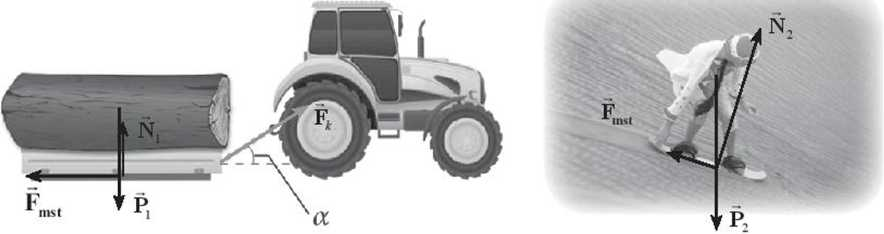 N⃗₁
F⃗ₖ
F⃗mst
P⃗₁
α
N⃗₂
F⃗mst
P⃗₂